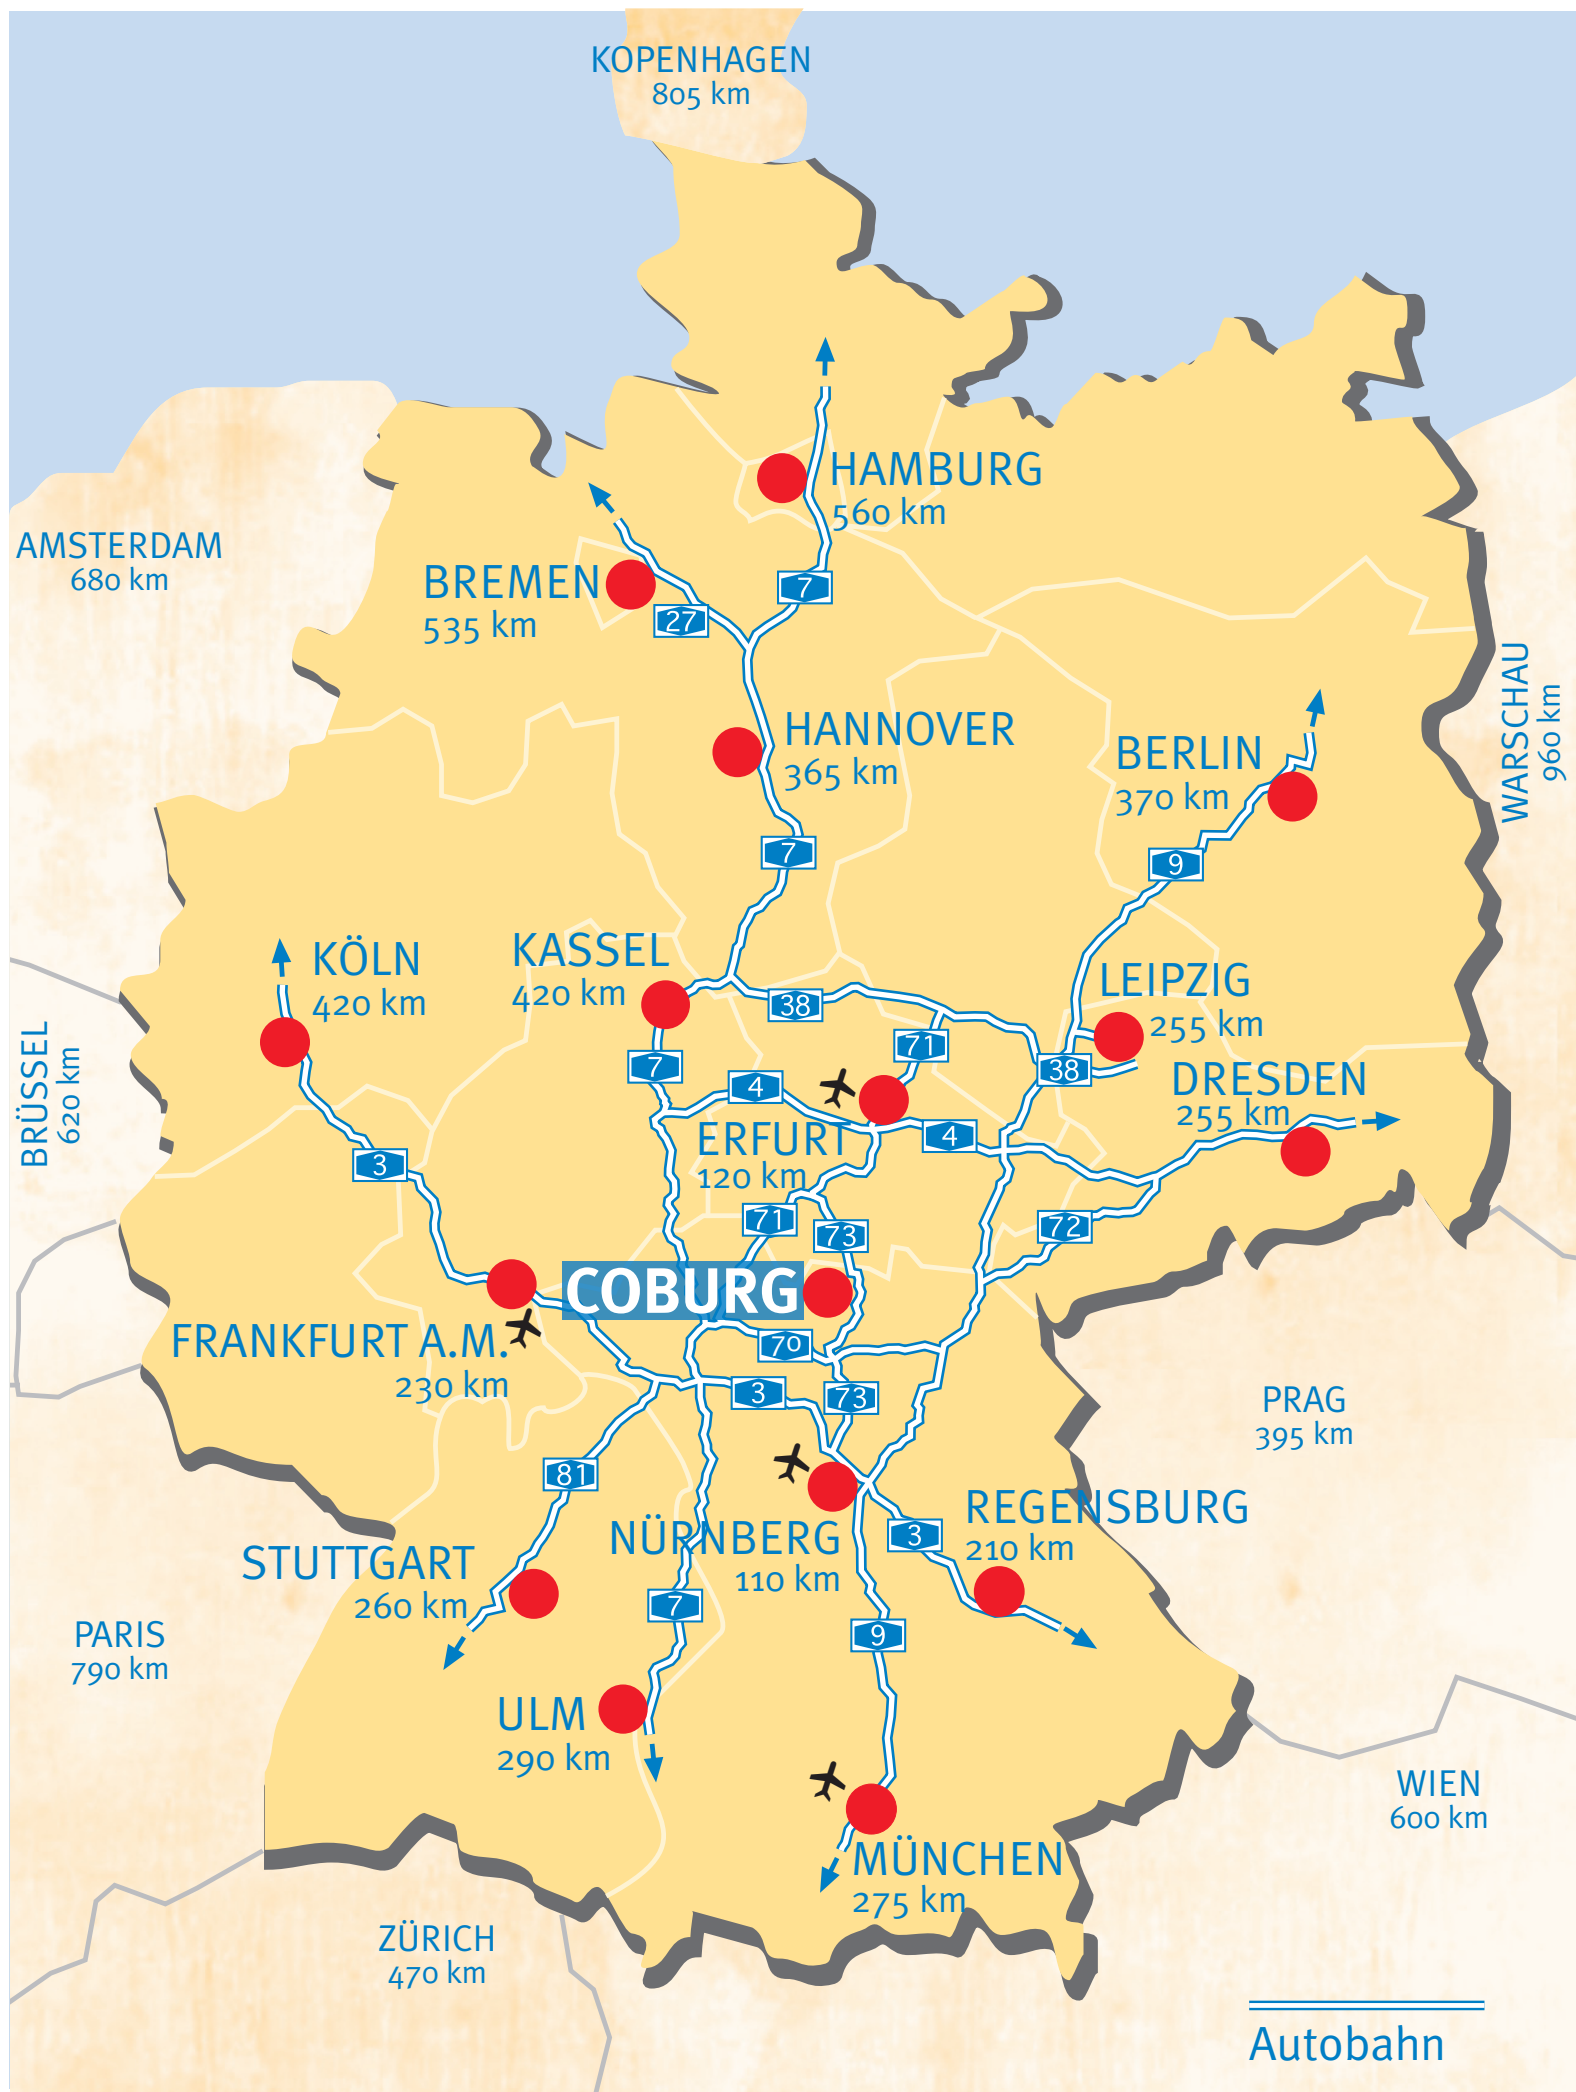 KOPENHAGEN
805 km
HAMBURG
560 km
AMSTERDAM
680 km
BREMEN
535 km
7
27
WARSCHAU
960 km
HANNOVER
365 km
BERLIN
370 km
7
9
KÖLN
420 km
KASSEL
420 km
LEIPZIG
255 km
38
71
BRÜSSEL
620 km
7
4
38
DRESDEN
255 km
ERFURT
120 km
4
3
71
73
72
COBURG
FRANKFURT A.M.
230 km
70
3
73
PRAG
395 km
81
NÜRNBERG
110 km
3
REGENSBURG
210 km
STUTTGART
260 km
7
9
PARIS
790 km
ULM
290 km
WIEN
600 km
MÜNCHEN
275 km
ZÜRICH
470 km
Autobahn